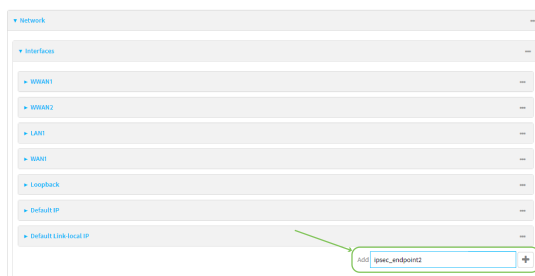 Network
Interfaces
WWAN1
WWAN2
LAN1
WAN1
Loopback
Default IP
Default Link-local IP
Add ipsec_endpoint2